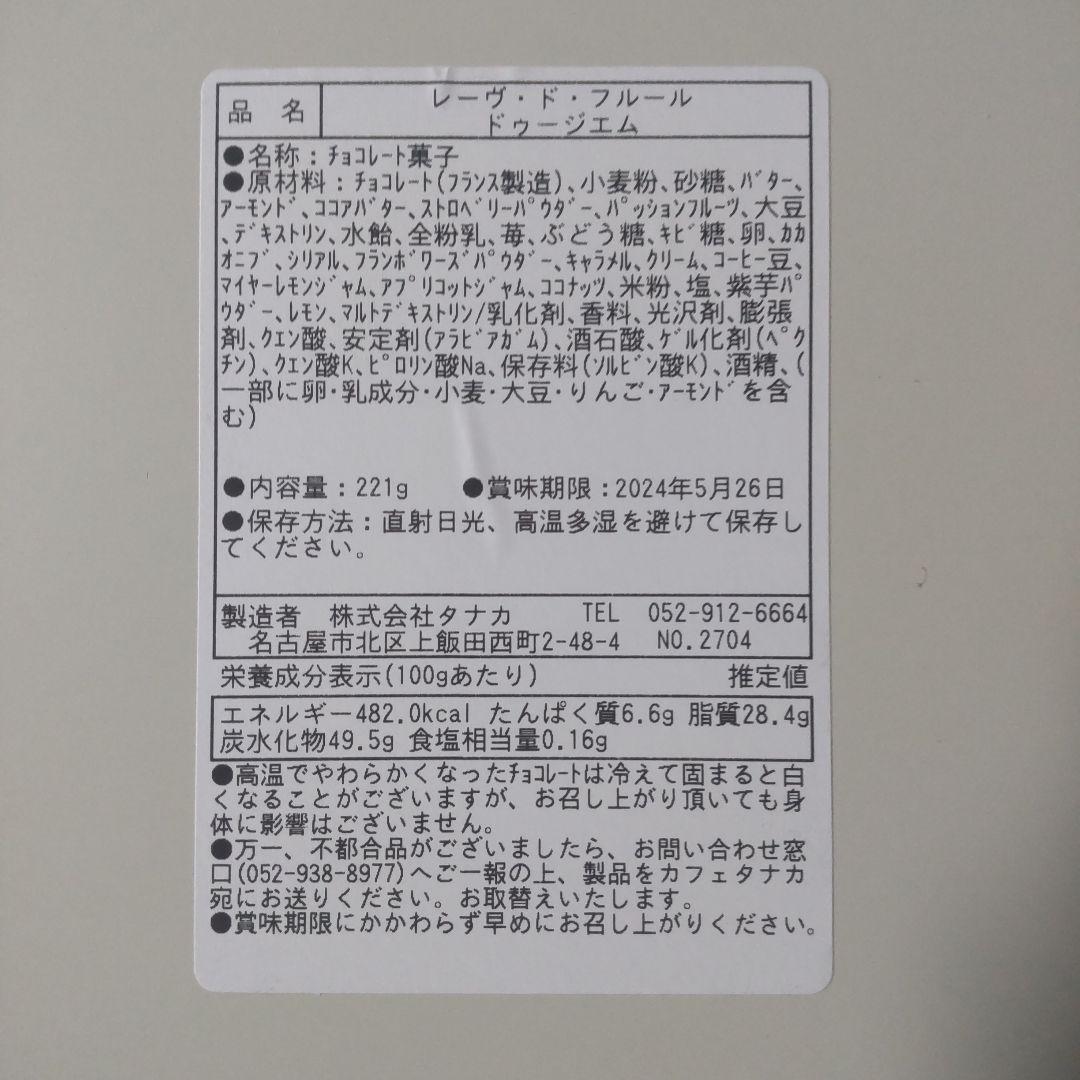 品 名
レーヴ・ド・フルール
ドゥージエム
●名称：ﾁｮｺﾚｰﾄ菓子
●原材料：ﾁｮｺﾚｰﾄ(ﾌﾗﾝｽ製造)､小麦粉､砂糖､ﾊﾞﾀｰ､
ｱｰﾓﾝﾄﾞ､ｺｺｱﾊﾞﾀｰ､ｽﾄﾛﾍﾞﾘｰﾊﾟｳﾀﾞｰ､ﾊﾟｯｼｮﾝﾌﾙｰﾂ､大豆
､ﾃﾞｷｽﾄﾘﾝ､水飴､全粉乳､苺､ぶどう糖､ｷﾋﾞ糖､卵､ｶｶ
ｵﾆﾌﾞ､ｼﾘｱﾙ､ﾌﾗﾝﾎﾞﾜｰｽﾞﾊﾟｳﾀﾞｰ､ｷｬﾗﾒﾙ､ｸﾘｰﾑ､ｺｰﾋｰ豆､
ﾏｲﾔｰﾚﾓﾝｼﾞｬﾑ､ｱﾌﾟﾘｺｯﾄｼﾞｬﾑ､ｺｺﾅｯﾂ､米粉､塩､紫芋ﾊﾟ
ｳﾀﾞｰ､ﾚﾓﾝ､ﾏﾙﾄﾃﾞｷｽﾄﾘﾝ/乳化剤､香料､光沢剤､膨張
剤､ｸｴﾝ酸､安定剤(ｱﾗﾋﾞｱｶﾞﾑ)､酒石酸､ｹﾞﾙ化剤(ﾍﾟｸ
ﾁﾝ)､ｸｴﾝ酸K､ﾋﾟﾛﾘﾝ酸Na､保存料(ｿﾙﾋﾞﾝ酸K)､酒精､(
一部に卵･乳成分･小麦･大豆･りんご･ｱｰﾓﾝﾄﾞを含
む)
●内容量：221g ●賞味期限：2024年5月26日
●保存方法：直射日光、高温多湿を避けて保存し
てください。
製造者 株式会社タナカ TEL 052-912-6664
名古屋市北区上飯田西町2-48-4 NO.2704
栄養成分表示(100gあたり) 推定値
エネルギー482.0kcal たんぱく質6.6g 脂質28.4g
炭水化物49.5g 食塩相当量0.16g
●高温でやわらかくなったﾁｮｺﾚｰﾄは冷えて固まると白
くなることがございますが、お召し上がり頂いても身
体に影響はございません。
●万一、不都合品がございましたら、お問い合わせ窓
口(052-938-8977)へご一報の上、製品をカフェタナカ
宛にお送りください。お取替えいたします。
●賞味期限にかかわらず早めにお召し上がりください。